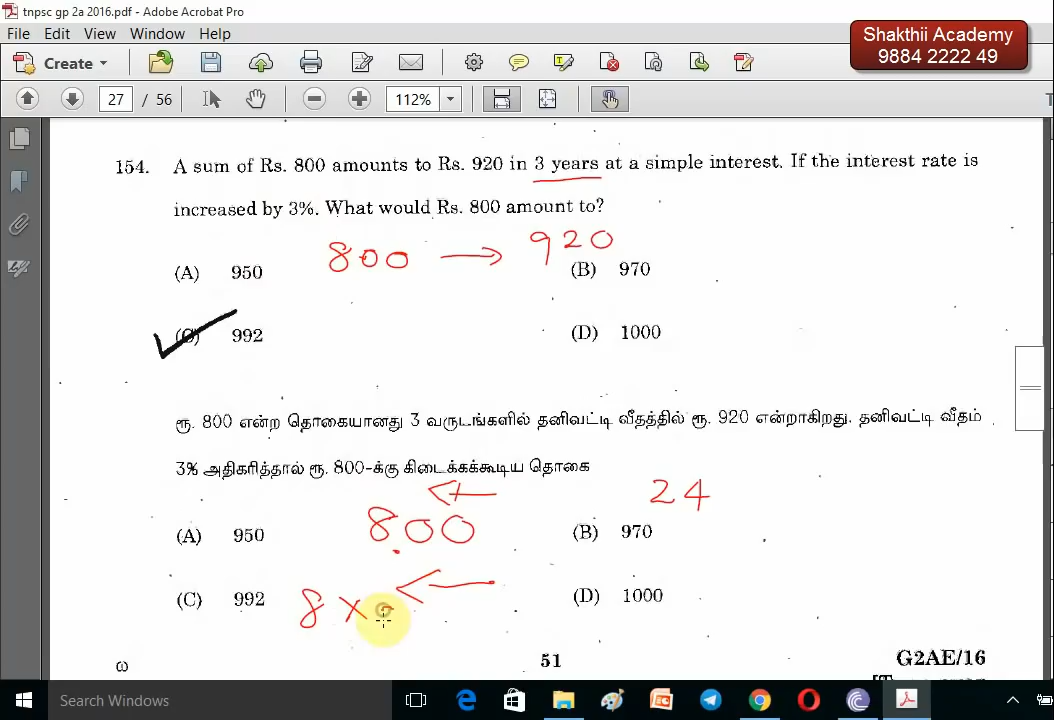 tnpsc gp 2a 2016.pdf - Adobe Acrobat Pro
File Edit View Window Help
Shakthii Academy
9884 2222 49
Create
27 / 56 112%
154. A sum of Rs. 800 amounts to Rs. 920 in 3 years at a simple interest. If the interest rate is
increased by 3%. What would Rs. 800 amount to?
800 → 920
(A) 950 (B) 970
(C) 992 (D) 1000
ரூ. 800 என்ற தொகையானது 3 வருடங்களில் தனிவட்டி வீதத்தில் ரூ. 920 என்றாகிறது. தனிவட்டி வீதம்
3% அதிகரித்தால் ரூ. 800-க்கு கிடைக்கக்கூடிய தொகை
24
8.00
(A) 950 (B) 970
(C) 992 (D) 1000
8 ×
51
G2AE/16
Search Windows